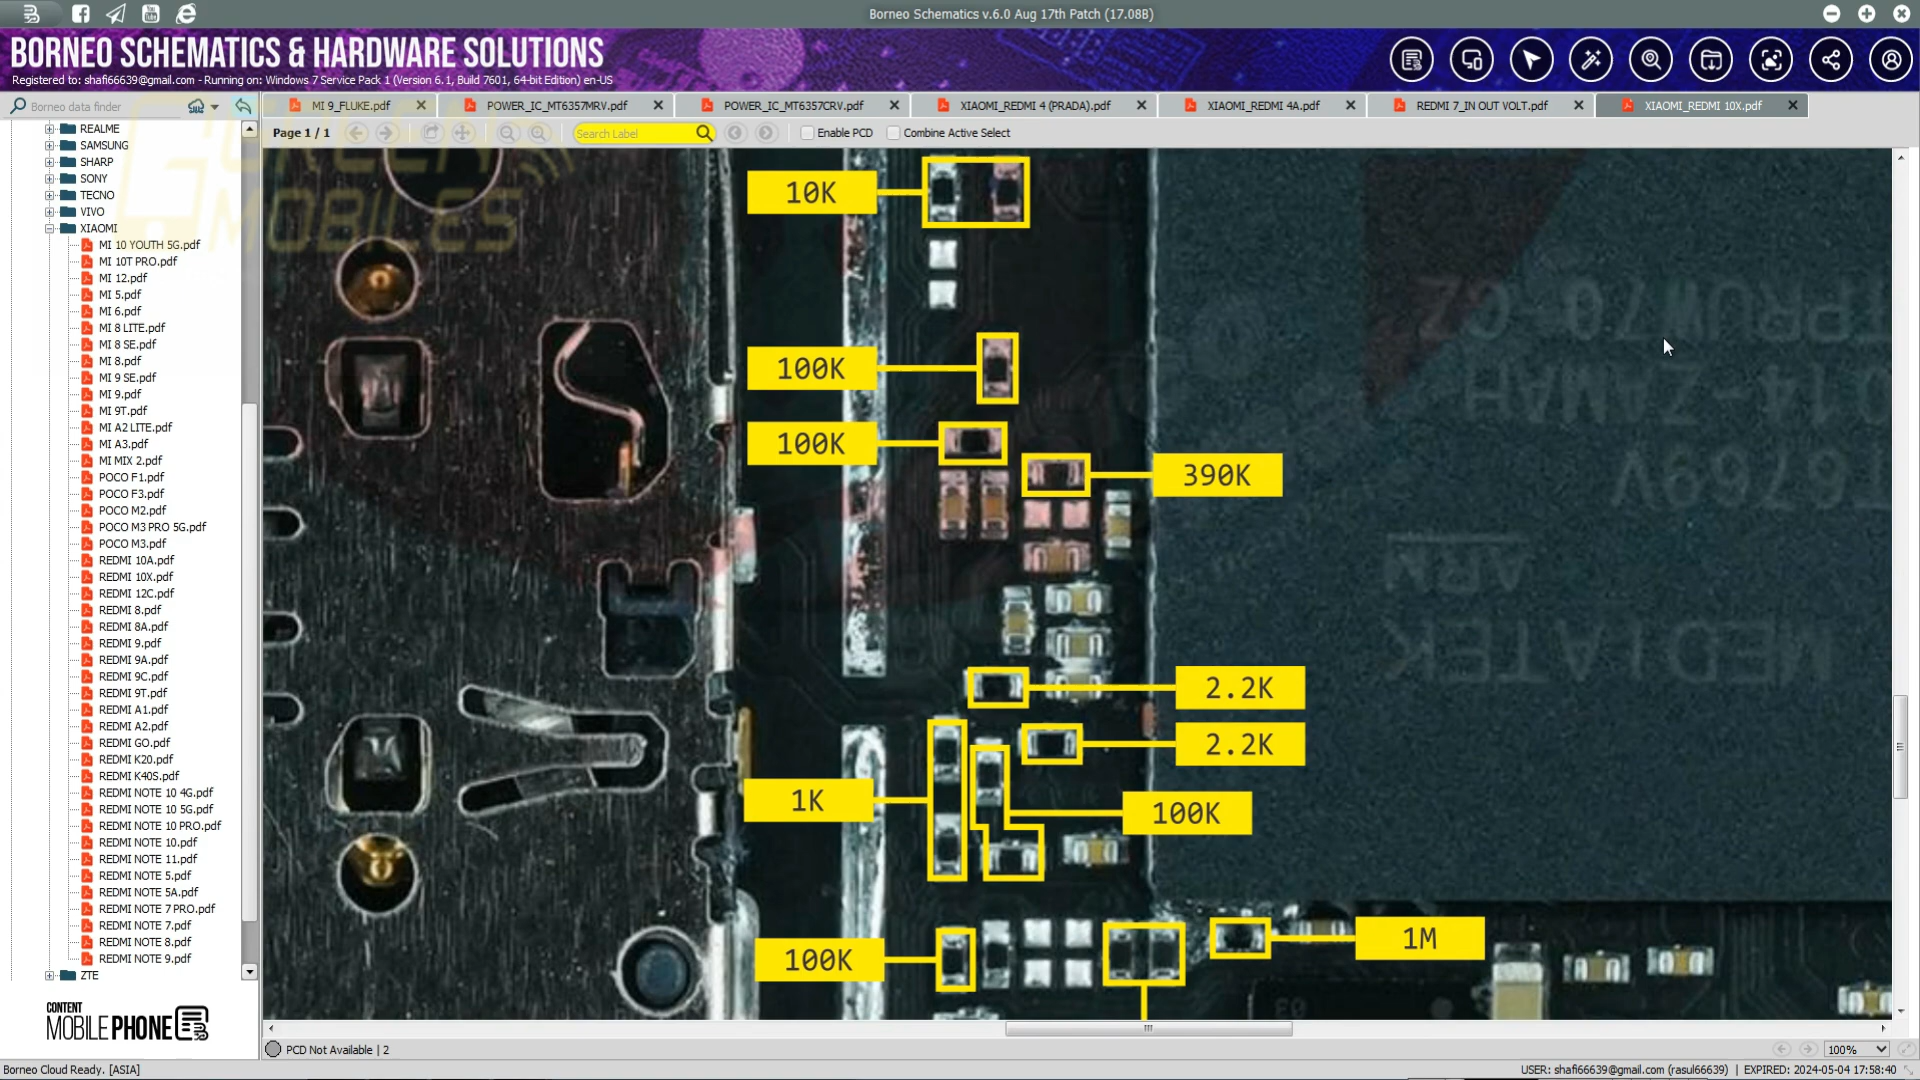 Borneo Schematics v.6.0 Aug 17th Patch (17.08B)
BORNEO SCHEMATICS & HARDWARE SOLUTIONS
Registered to: shafi66639@gmail.com - Running on: Windows 7 Service Pack 1 (Version 6.1, Build 7601, 64-bit Edition) en-US
Borneo data finder
MI 9_FLUKE.pdf
POWER_IC_MT6357MRV.pdf
POWER_IC_MT6357CRV.pdf
XIAOMI_REDMI 4 (PRADA).pdf
XIAOMI_REDMI 4A.pdf
REDMI 7_IN OUT VOLT.pdf
XIAOMI_REDMI 10X.pdf
Page 1 / 1
Search Label
Enable PCD
Combine Active Select
REALME
SAMSUNG
SHARP
SONY
TECNO
VIVO
XIAOMI
MI 10 YOUTH 5G.pdf
MI 10T PRO.pdf
MI 12.pdf
MI 5.pdf
MI 6.pdf
MI 8 LITE.pdf
MI 8 SE.pdf
MI 8.pdf
MI 9 SE.pdf
MI 9.pdf
MI 9T.pdf
MI A2 LITE.pdf
MI A3.pdf
MI MIX 2.pdf
POCO F1.pdf
POCO F3.pdf
POCO M2.pdf
POCO M3 PRO 5G.pdf
POCO M3.pdf
REDMI 10A.pdf
REDMI 10X.pdf
REDMI 12C.pdf
REDMI 8.pdf
REDMI 8A.pdf
REDMI 9.pdf
REDMI 9A.pdf
REDMI 9C.pdf
REDMI 9T.pdf
REDMI A1.pdf
REDMI A2.pdf
REDMI GO.pdf
REDMI K20.pdf
REDMI K40S.pdf
REDMI NOTE 10 4G.pdf
REDMI NOTE 10 5G.pdf
REDMI NOTE 10 PRO.pdf
REDMI NOTE 10.pdf
REDMI NOTE 11.pdf
REDMI NOTE 5.pdf
REDMI NOTE 5A.pdf
REDMI NOTE 7 PRO.pdf
REDMI NOTE 7.pdf
REDMI NOTE 8.pdf
REDMI NOTE 9.pdf
ZTE
CONTENT
MOBILEPHONE
MOBILES
10K
100K
100K
390K
2.2K
2.2K
1K
100K
100K
1M
MEDIATEK
ARM
PCD Not Available | 2
100%
Borneo Cloud Ready. [ASIA]
USER: shafi66639@gmail.com (rasul66639) | EXPIRED: 2024-05-04 17:58:40